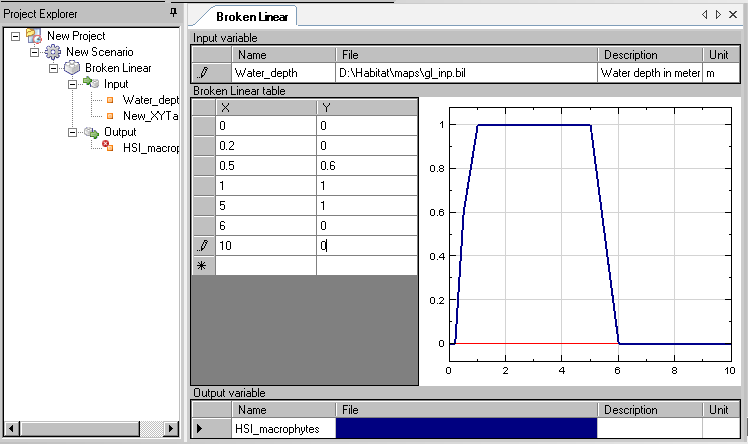 Project Explorer
New Project
New Scenario
Broken Linear
Input
Water_dept
New_XYTa
Output
HSI_macrop
Broken Linear
Input variable
Name File Description Unit
Water_depth D:\Habitat\maps\gl_inp.bil Water depth in meter m
Broken Linear table
X Y
0 0
0.2 0
0.5 0.6
1 1
5 1
6 0
10 0
1
0.8
0.6
0.4
0.2
0
0 2 4 6 8 10
Output variable
Name File Description Unit
HSI_macrophytes